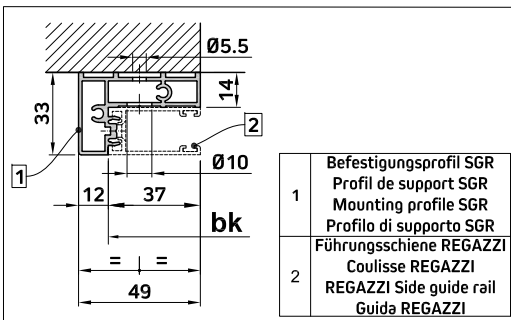 Ø5.5
14
33
1
2
Ø10
12 37
bk
= =
49
1
Befestigungsprofil SGR
Profil de support SGR
Mounting profile SGR
Profilo di supporto SGR
2
Führungsschiene REGAZZI
Coulisse REGAZZI
REGAZZI Side guide rail
Guida REGAZZI